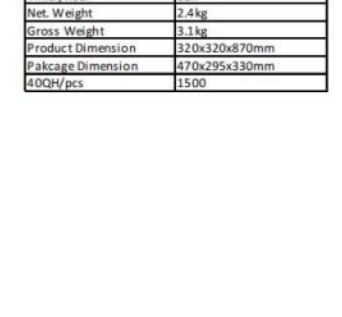 Net. Weight 2.4kg
Gross Weight 3.1kg
Product Dimension 320x320x870mm
Pakcage Dimension 470x295x330mm
40QH/pcs 1500